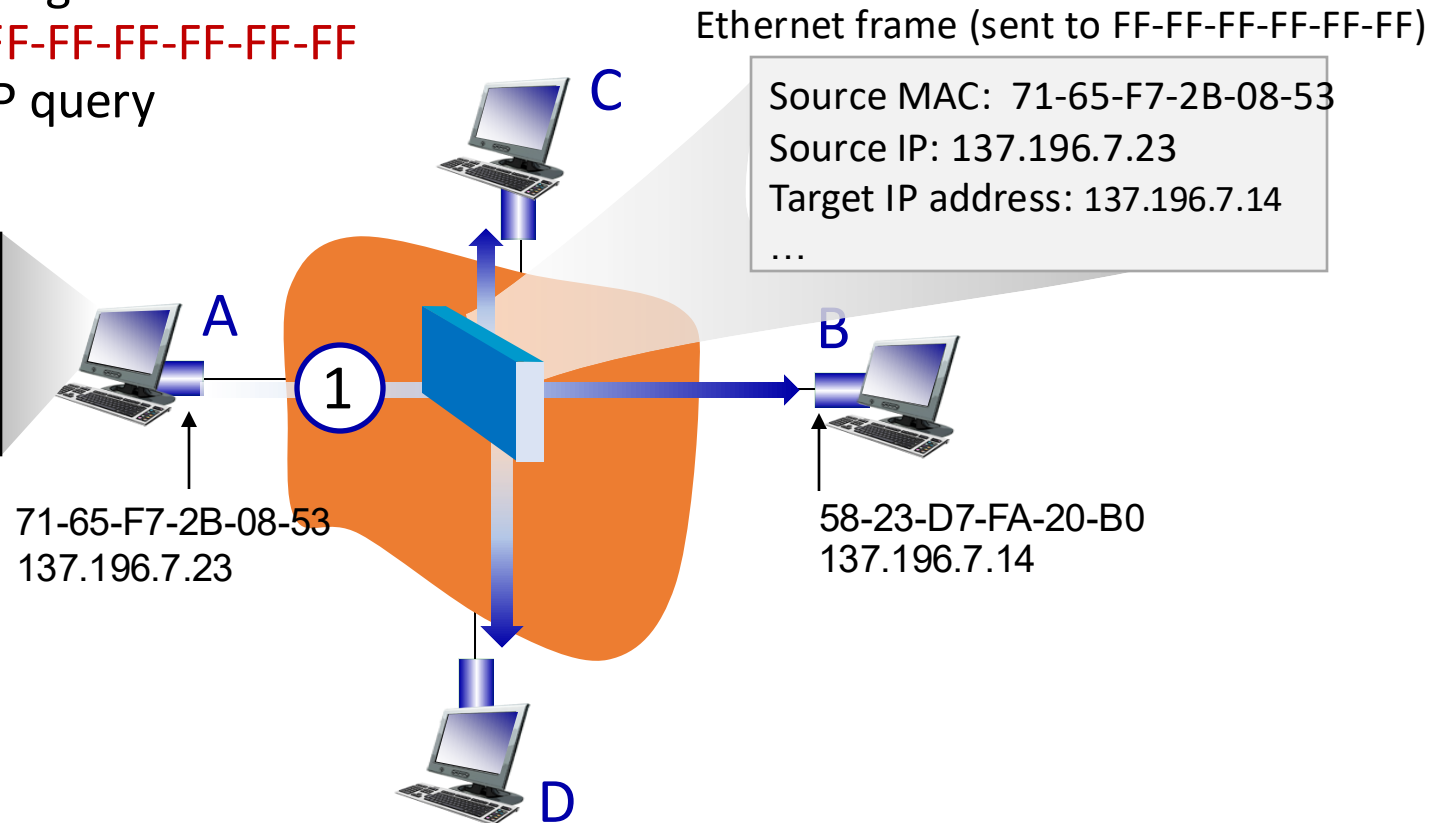 FF-FF-FF-FF-FF-FF
P query
Ethernet frame (sent to FF-FF-FF-FF-FF-FF)
C
Source MAC: 71-65-F7-2B-08-53
Source IP: 137.196.7.23
Target IP address: 137.196.7.14
…
A
B
1
71-65-F7-2B-08-53
137.196.7.23
58-23-D7-FA-20-B0
137.196.7.14
D